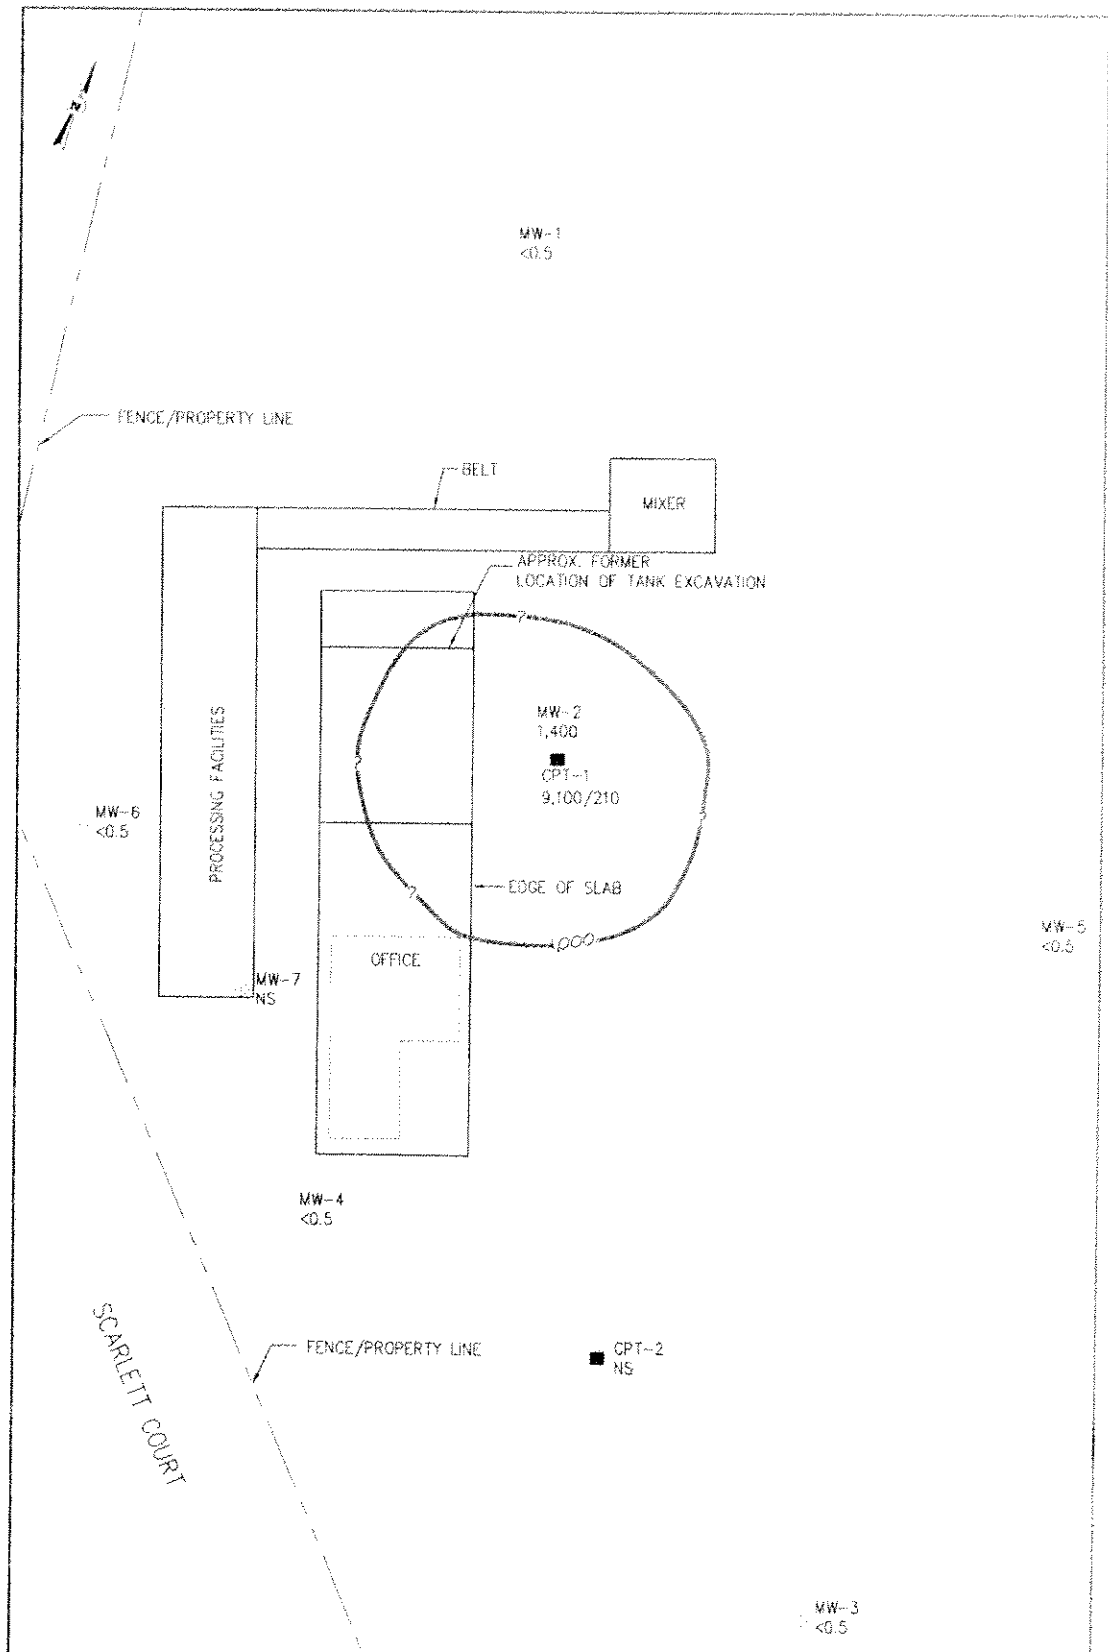 N
MW-1
<0.5
FENCE/PROPERTY LINE
BELT
MIXER
APPROX. FORMER
LOCATION OF TANK EXCAVATION
?
MW-2
1,400
?
CPT-1
9,100/210
?
PROCESSING FACILITIES
MW-6
<0.5
?
EDGE OF SLAB
1,000
MW-5
<0.5
OFFICE
MW-7
NS
MW-4
<0.5
SCARLETT COURT
FENCE/PROPERTY LINE
CPT-2
NS
MW-3
<0.5